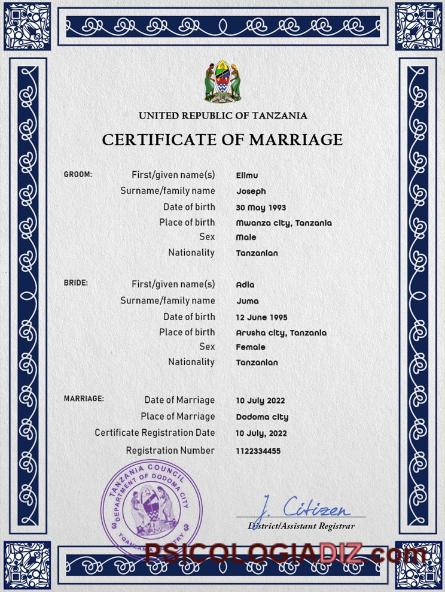 UNITED REPUBLIC OF TANZANIA
CERTIFICATE OF MARRIAGE
GROOM: First/given name(s) Elimu
Surname/family name Joseph
Date of birth 30 May 1993
Place of birth Mwanza city, Tanzania
Sex Male
Nationality Tanzanian
BRIDE: First/given name(s) Adia
Surname/family name Juma
Date of birth 12 June 1995
Place of birth Arusha city, Tanzania
Sex Female
Nationality Tanzanian
MARRIAGE: Date of Marriage 10 July 2022
Place of Marriage Dodoma city
Certificate Registration Date 10 July, 2022
Registration Number 1122334455
TANZANIA COUNCIL
DEPARTMENT OF DODOMA CITY
J. Citizen
District/Assistant Registrar
PSICOLOGIADIZ.com